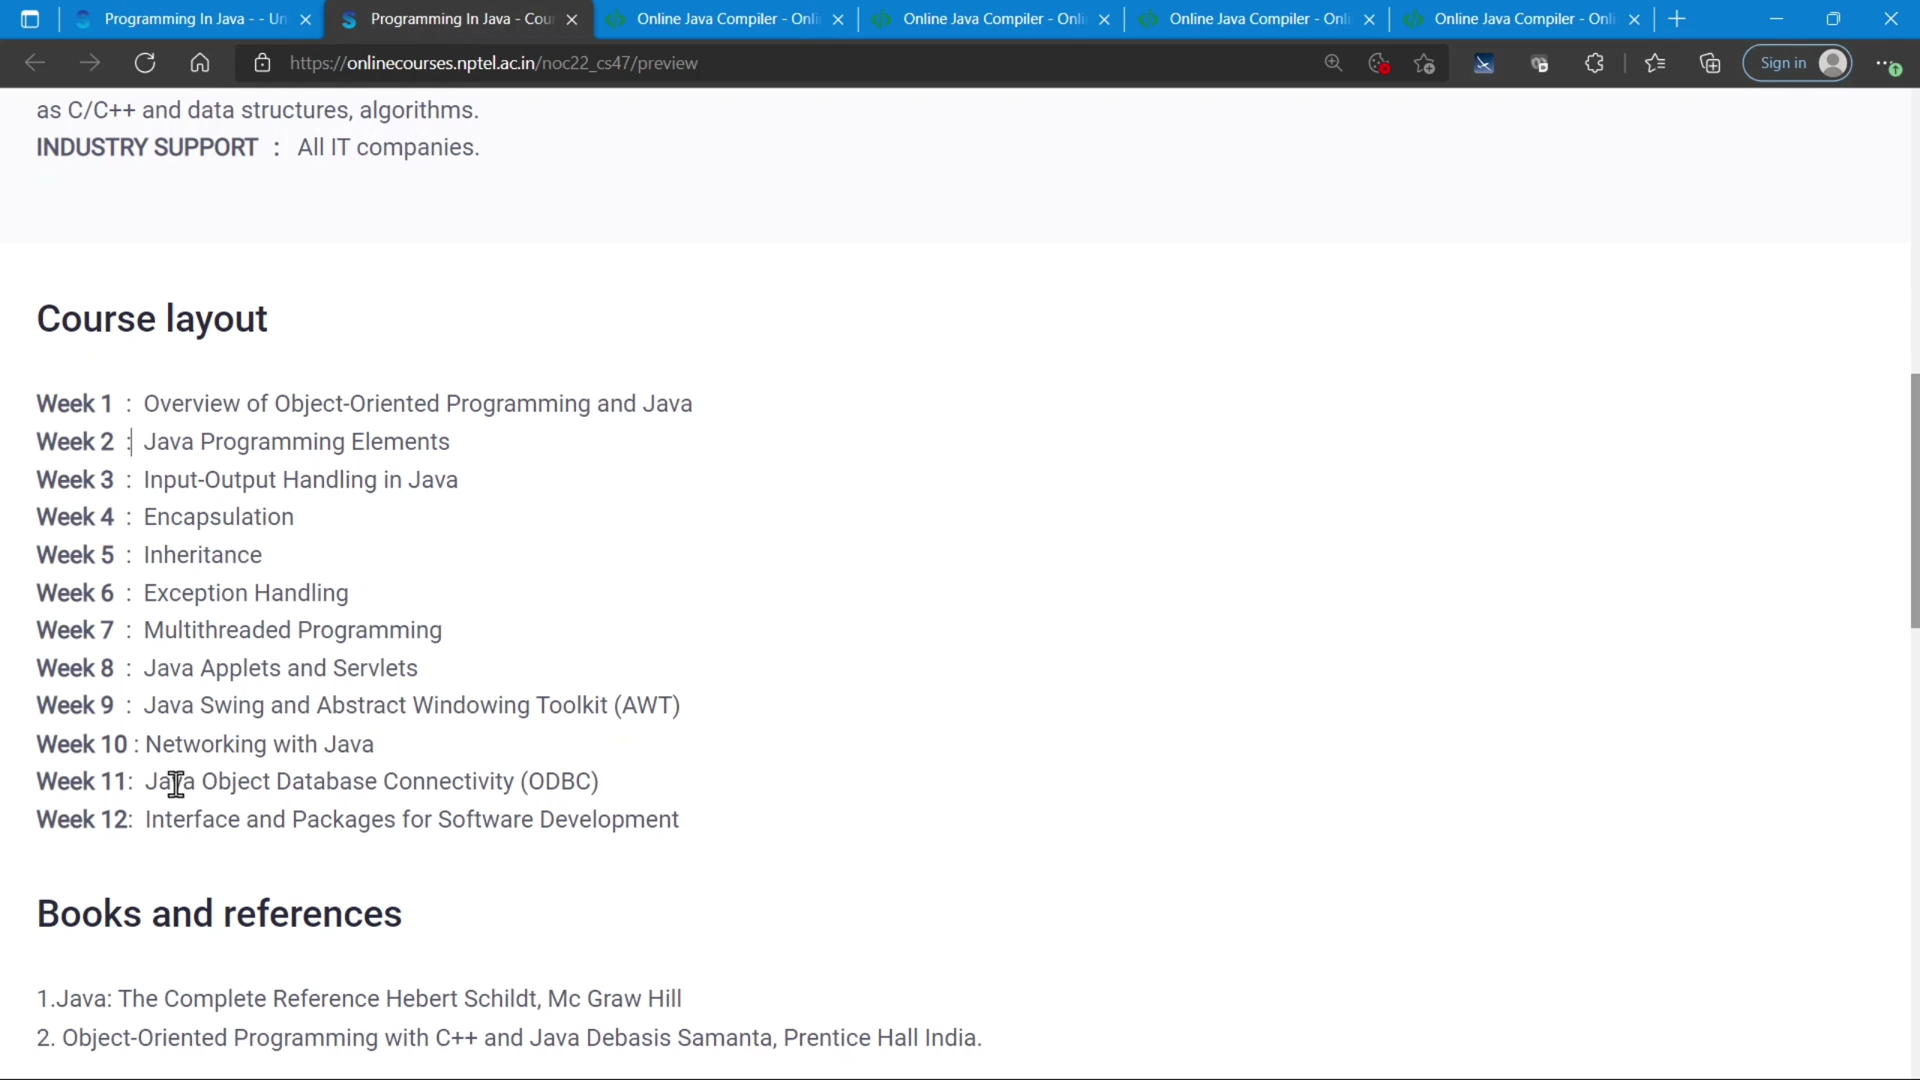 Programming In Java - - Un
Programming In Java - Cour
Online Java Compiler - Onli
Online Java Compiler - Onli
Online Java Compiler - Onli
Online Java Compiler - Onli
https://onlinecourses.nptel.ac.in/noc22_cs47/preview
Sign in
as C/C++ and data structures, algorithms.
INDUSTRY SUPPORT : All IT companies.
Course layout
Week 1 : Overview of Object-Oriented Programming and Java
Week 2 : Java Programming Elements
Week 3 : Input-Output Handling in Java
Week 4 : Encapsulation
Week 5 : Inheritance
Week 6 : Exception Handling
Week 7 : Multithreaded Programming
Week 8 : Java Applets and Servlets
Week 9 : Java Swing and Abstract Windowing Toolkit (AWT)
Week 10 : Networking with Java
Week 11: Java Object Database Connectivity (ODBC)
Week 12: Interface and Packages for Software Development
Books and references
1.Java: The Complete Reference Hebert Schildt, Mc Graw Hill
2. Object-Oriented Programming with C++ and Java Debasis Samanta, Prentice Hall India.